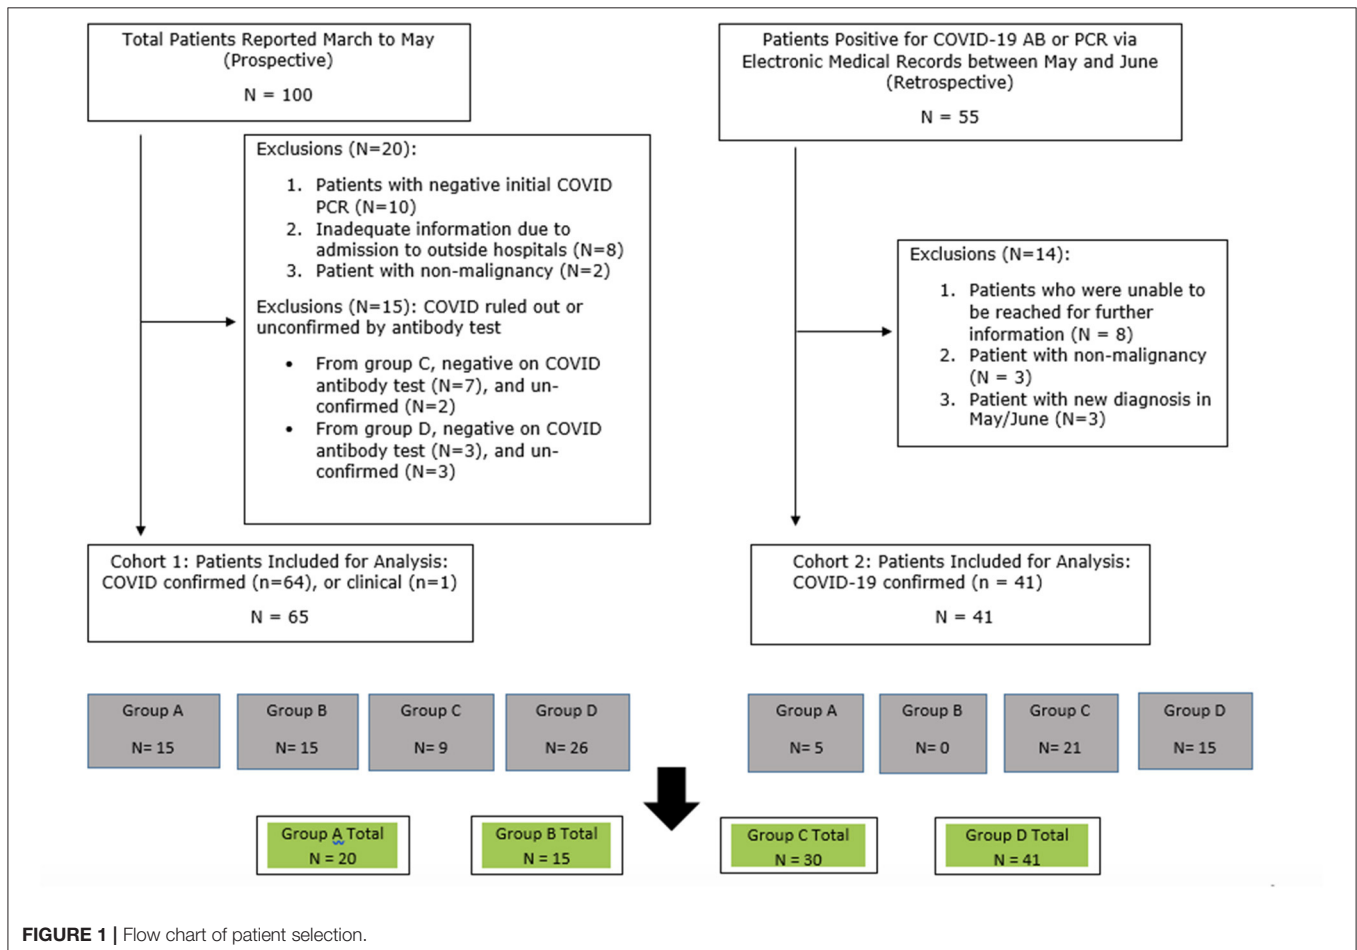 Total Patients Reported March to May
(Prospective)
N = 100
Patients Positive for COVID-19 AB or PCR via
Electronic Medical Records between May and June
(Retrospective)
N = 55
Exclusions (N=20):
1. Patients with negative initial COVID
PCR (N=10)
2. Inadequate information due to
admission to outside hospitals (N=8)
3. Patient with non-malignancy (N=2)
Exclusions (N=15): COVID ruled out or
unconfirmed by antibody test
• From group C, negative on COVID
antibody test (N=7), and un-
confirmed (N=2)
• From group D, negative on COVID
antibody test (N=3), and un-
confirmed (N=3)
Exclusions (N=14):
1. Patients who were unable to
be reached for further
information (N = 8)
2. Patient with non-malignancy
(N = 3)
3. Patient with new diagnosis in
May/June (N=3)
Cohort 1: Patients Included for Analysis:
COVID confirmed (n=64), or clinical (n=1)
N = 65
Cohort 2: Patients Included for Analysis:
COVID-19 confirmed (n = 41)
N = 41
Group A
N= 15
Group B
N= 15
Group C
N= 9
Group D
N= 26
Group A
N= 5
Group B
N= 0
Group C
N= 21
Group D
N= 15
Group A Total
N = 20
Group B Total
N = 15
Group C Total
N = 30
Group D Total
N = 41
FIGURE 1 | Flow chart of patient selection.